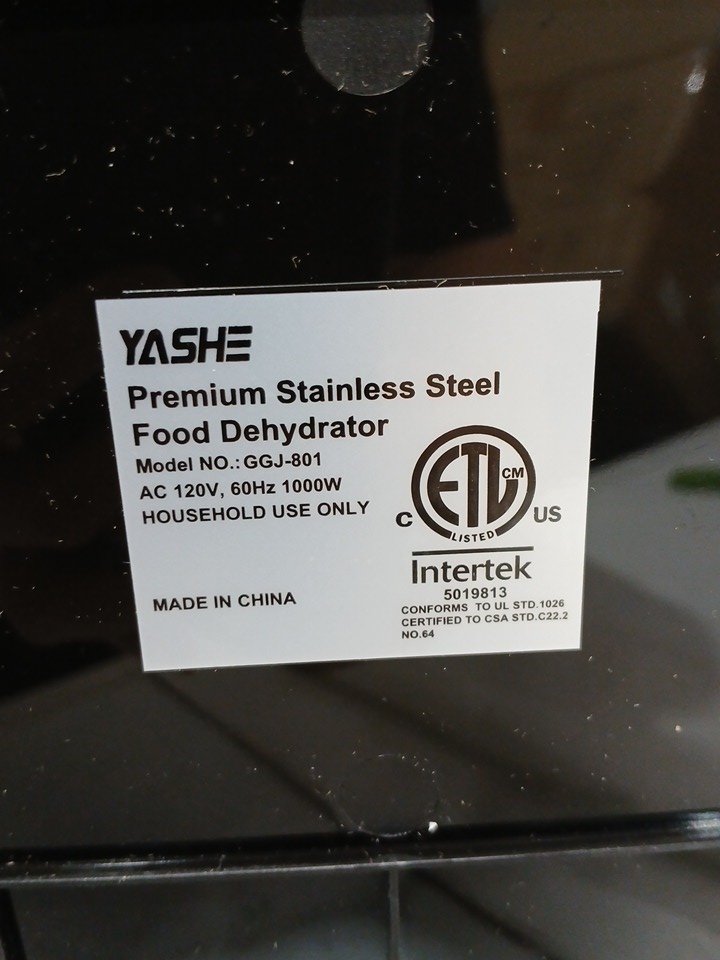 YASHE
Premium Stainless Steel
Food Dehydrator
Model NO.: GGJ-801
AC 120V, 60Hz 1000W
HOUSEHOLD USE ONLY
MADE IN CHINA
ETL CM
C US
LISTED
Intertek
5019813
CONFORMS TO UL STD.1026
CERTIFIED TO CSA STD.C22.2
NO.64